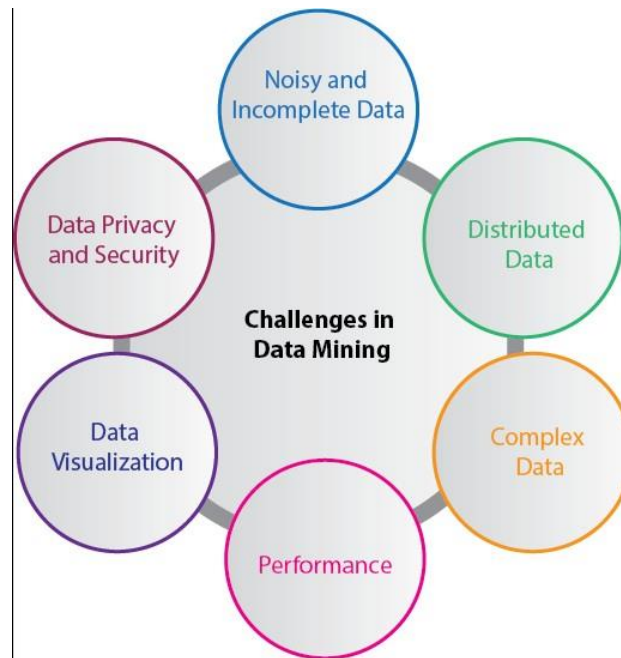 Noisy and
Incomplete Data
Distributed
Data
Complex
Data
Performance
Data
Visualization
Data Privacy
and Security
Challenges in
Data Mining